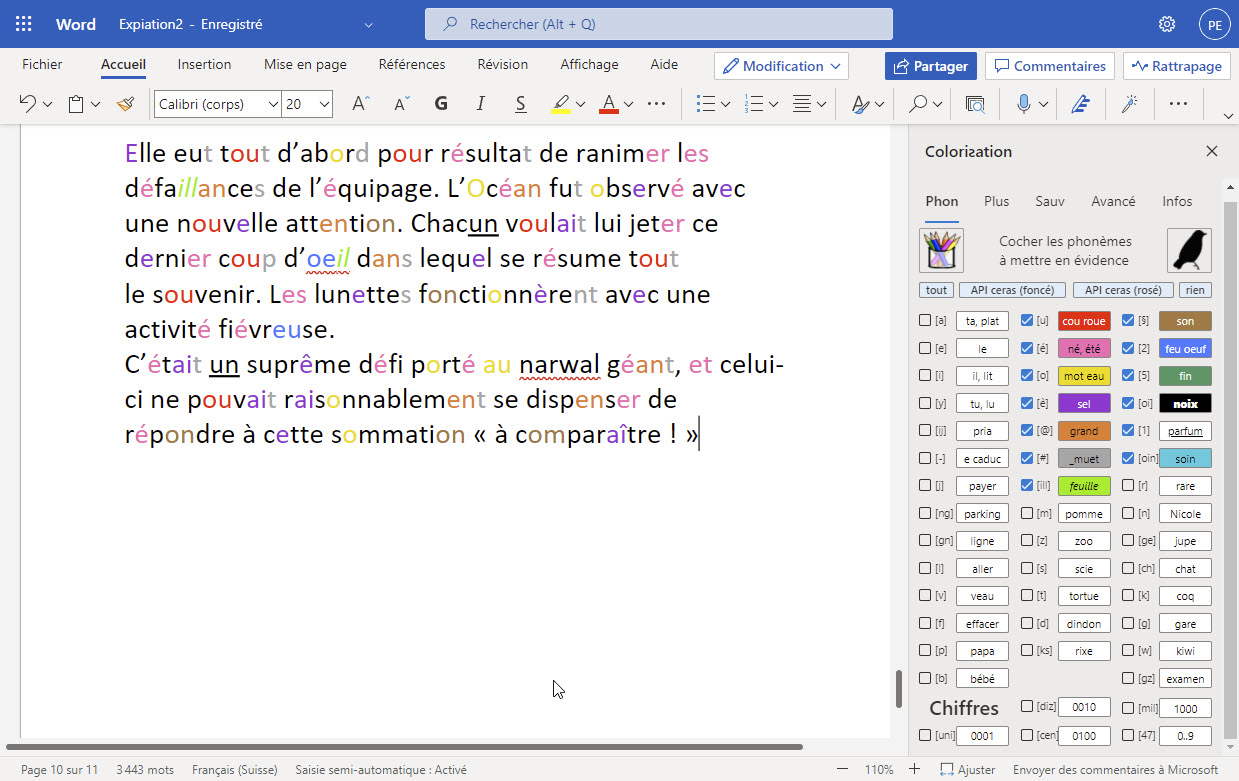 Word Expiation2 - Enregistré Rechercher (Alt + Q) PE
Fichier Accueil Insertion Mise en page Références Révision Affichage Aide Modification Partager Commentaires Rattrapage
Calibri (corps) 20 A A G I S A
Elle eut tout d’abord pour résultat de ranimer les
défaillances de l’équipage. L’Océan fut observé avec
une nouvelle attention. Chacun voulait lui jeter ce
dernier coup d’oeil dans lequel se résume tout
le souvenir. Les lunettes fonctionnèrent avec une
activité fiévreuse.
C’était un suprême défi porté au narwal géant, et celui-
ci ne pouvait raisonnablement se dispenser de
répondre à cette sommation « à comparaître ! »
Colorization
Phon Plus Sauv Avancé Infos
Cocher les phonèmes
à mettre en évidence
tout API ceras (foncé) API ceras (rosé) rien
[a] ta, plat [u] cou roue [§] son
[e] le [é] né, été [2] feu oeuf
[i] il, lit [o] mot eau [5] fin
[y] tu, lu [è] sel [oi] noix
[ij] pria [@] grand [1] parfum
[-] e caduc [#] _muet [oin] soin
[j] payer [ill] feuille [r] rare
[ng] parking [m] pomme [n] Nicole
[gn] ligne [z] zoo [ge] jupe
[l] aller [s] scie [ch] chat
[v] veau [t] tortue [k] coq
[f] effacer [d] dindon [g] gare
[p] papa [ks] rixe [w] kiwi
[b] bébé [gz] examen
Chiffres [diz] 0010 [mil] 1000
[uni] 0001 [cen] 0100 [47] 0..9
Page 10 sur 11 3 443 mots Français (Suisse) Saisie semi-automatique : Activé 110% Ajuster Envoyer des commentaires à Microsoft